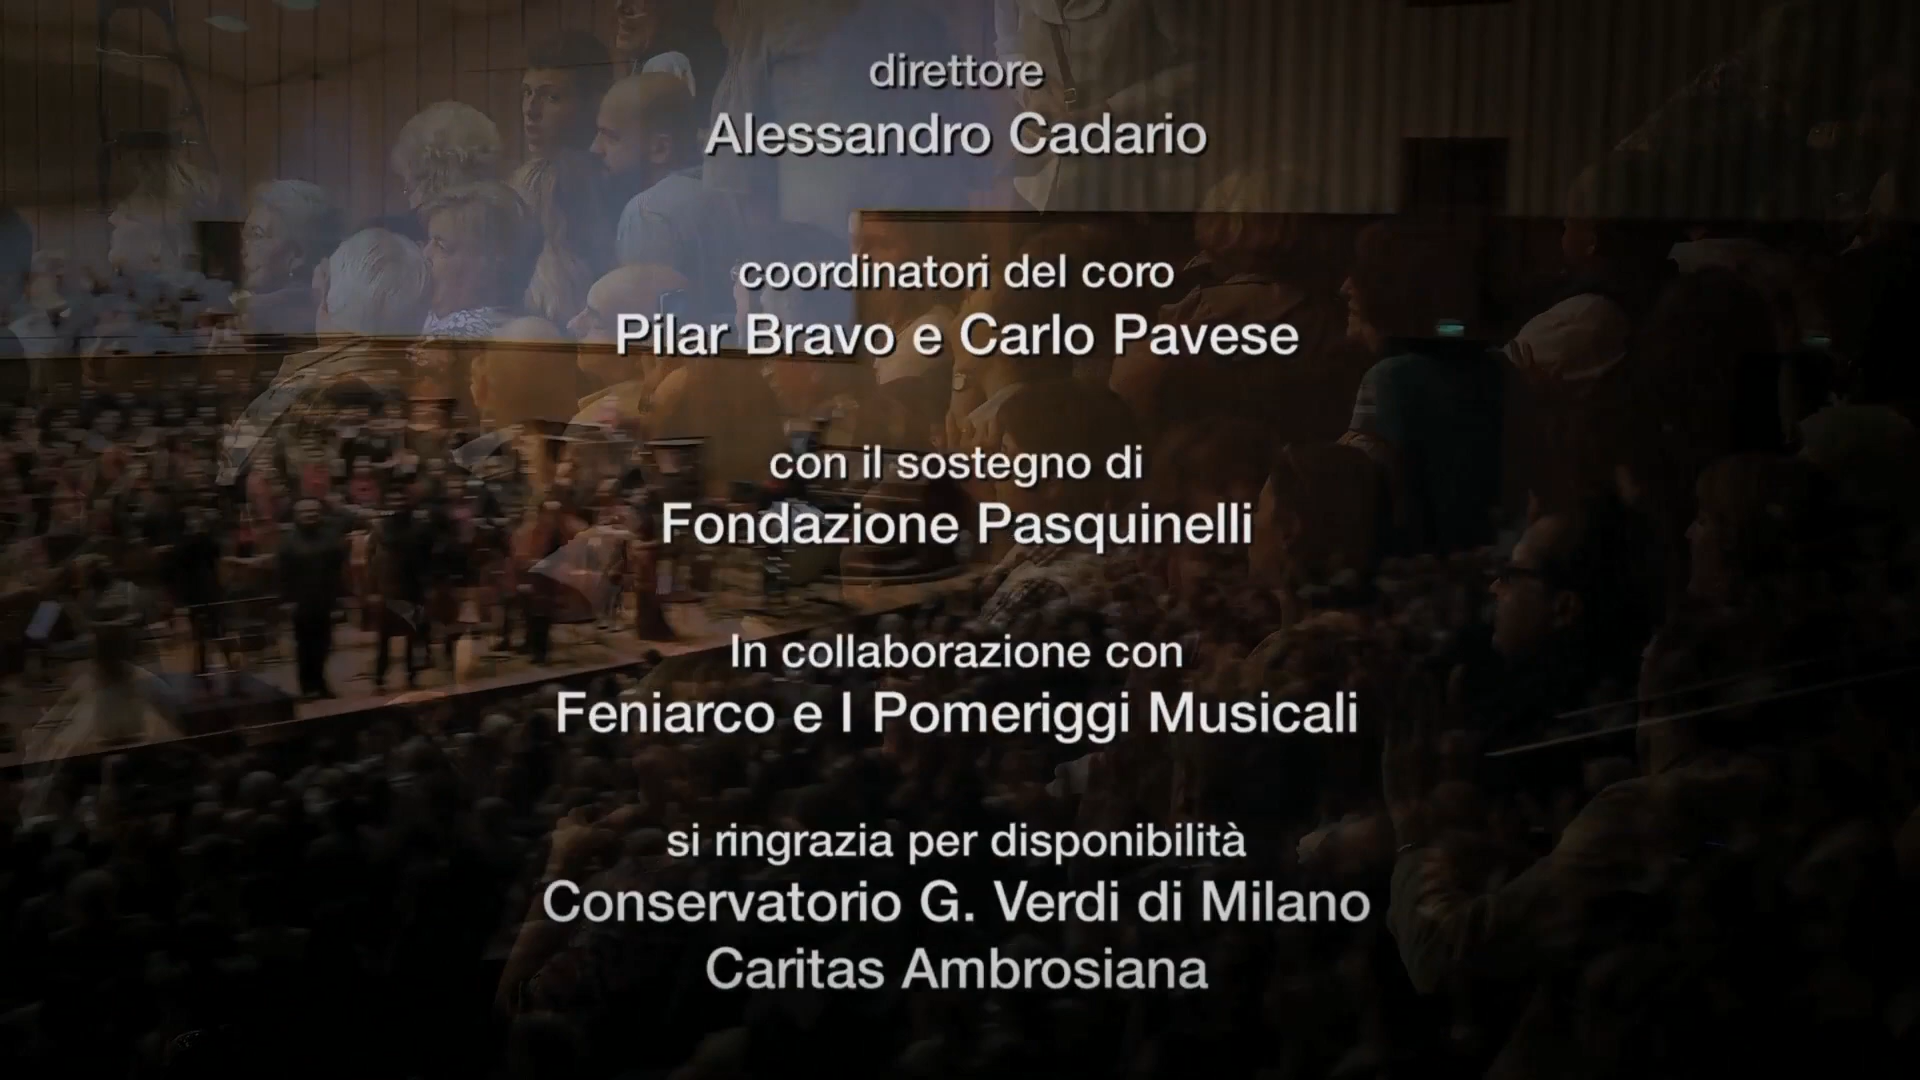 direttore
Alessandro Cadario
coordinatori del coro
Pilar Bravo e Carlo Pavese
con il sostegno di
Fondazione Pasquinelli
In collaborazione con
Feniarco e I Pomeriggi Musicali
si ringrazia per disponibilità
Conservatorio G. Verdi di Milano
Caritas Ambrosiana